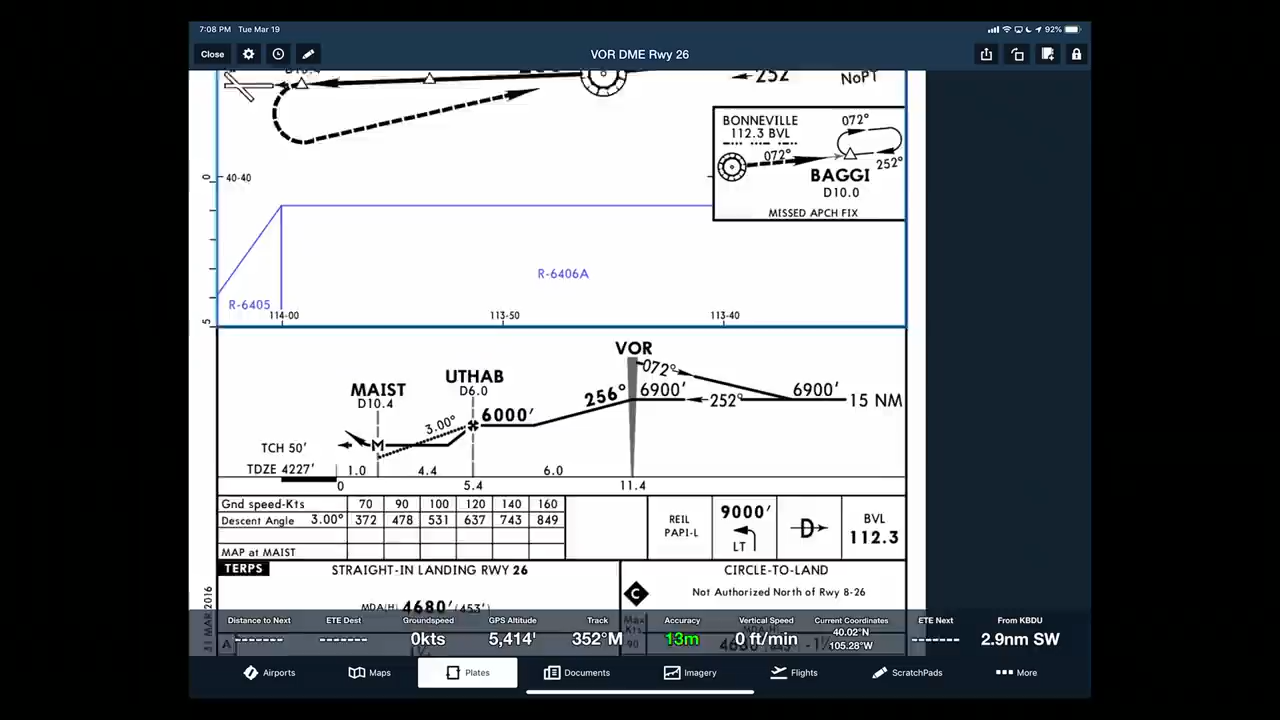 7:08 PM Tue Mar 19
92%
Close
VOR DME Rwy 26
252
NoPT
BONNEVILLE
112.3 BVL
072°
072°
252°
BAGGI
D10.0
MISSED APCH FIX
0
40-40
R-6406A
R-6405
5
114-00
113-50
113-40
VOR
072°
MAIST
D10.4
UTHAB
D6.0
256°
6900'
252°
6900'
15 NM
3.00°
6000'
M
TCH 50'
TDZE 4227'
1.0
4.4
6.0
0
5.4
11.4
Gnd speed-Kts 70 90 100 120 140 160
Descent Angle 3.00° 372 478 531 637 743 849
MAP at MAIST
REIL
PAPI-L
9000'
LT
D
BVL
112.3
TERPS
STRAIGHT-IN LANDING RWY 26
CIRCLE-TO-LAND
C
Not Authorized North of Rwy 8-26
31 MAR 2016
MDA(H) 4680' (453')
Max
Kts
90
A
Distance to Next
ETE Dest
Groundspeed
0kts
GPS Altitude
5,414'
Track
352°M
Accuracy
13m
Vertical Speed
0 ft/min
Current Coordinates
40.02°N
105.28°W
ETE Next
From KBDU
2.9nm SW
Airports
Maps
Plates
Documents
Imagery
Flights
ScratchPads
More